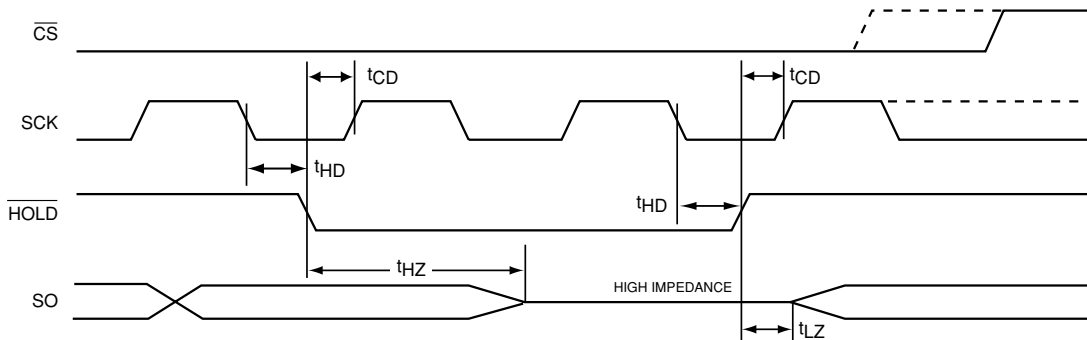 CS
tCD
tCD
SCK
tHD
HOLD
tHD
tHZ
HIGH IMPEDANCE
SO
tLZ